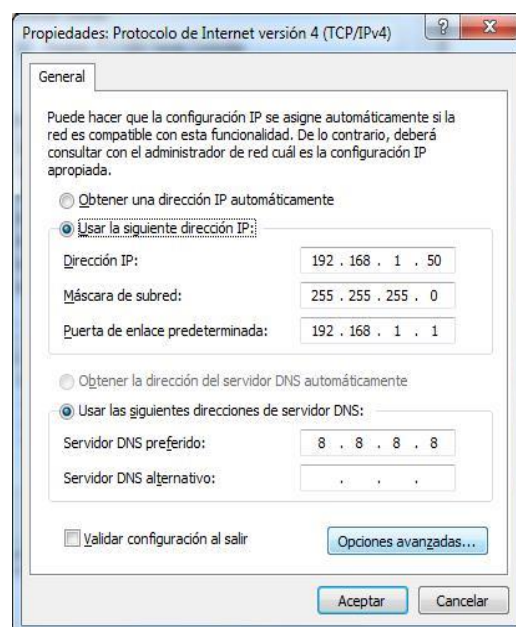 Propiedades: Protocolo de Internet versión 4 (TCP/IPv4)
General
Puede hacer que la configuración IP se asigne automáticamente si la
red es compatible con esta funcionalidad. De lo contrario, deberá
consultar con el administrador de red cuál es la configuración IP
apropiada.
Obtener una dirección IP automáticamente
Usar la siguiente dirección IP:
Dirección IP: 192 . 168 . 1 . 50
Máscara de subred: 255 . 255 . 255 . 0
Puerta de enlace predeterminada: 192 . 168 . 1 . 1
Obtener la dirección del servidor DNS automáticamente
Usar las siguientes direcciones de servidor DNS:
Servidor DNS preferido: 8 . 8 . 8 . 8
Servidor DNS alternativo: . . .
Validar configuración al salir
Opciones avanzadas...
Aceptar Cancelar